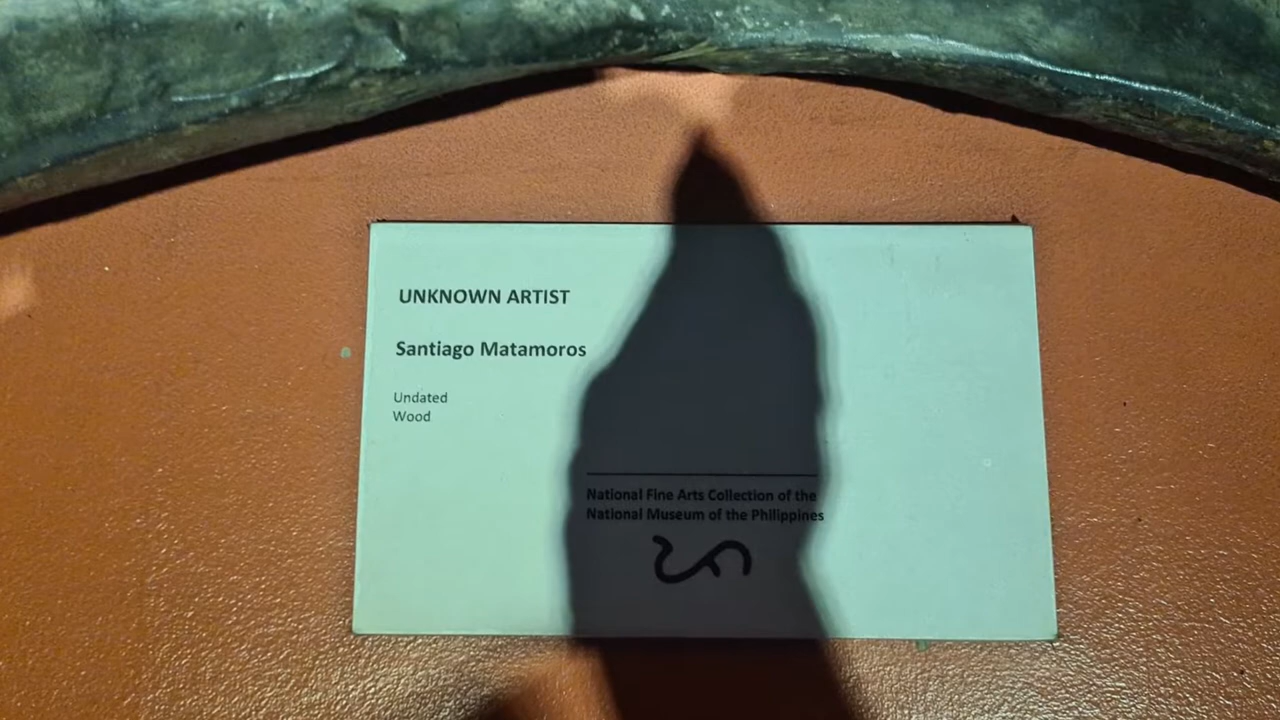 UNKNOWN ARTIST
Santiago Matamoros
Undated
Wood
National Fine Arts Collection of the
National Museum of the Philippines